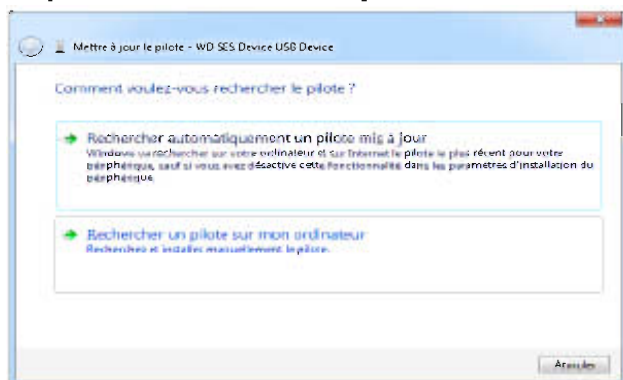 Mettre à jour le pilote - WD SES Device USB Device
Comment voulez-vous rechercher le pilote ?
Rechercher automatiquement un pilote mis à jour
Windows va rechercher sur votre ordinateur et sur Internet le pilote le plus récent pour votre
périphérique, sauf si vous avez désactivé cette fonctionnalité dans les paramètres d'installation du
périphérique.
Rechercher un pilote sur mon ordinateur
Recherchez et installez manuellement le pilote.
Annuler